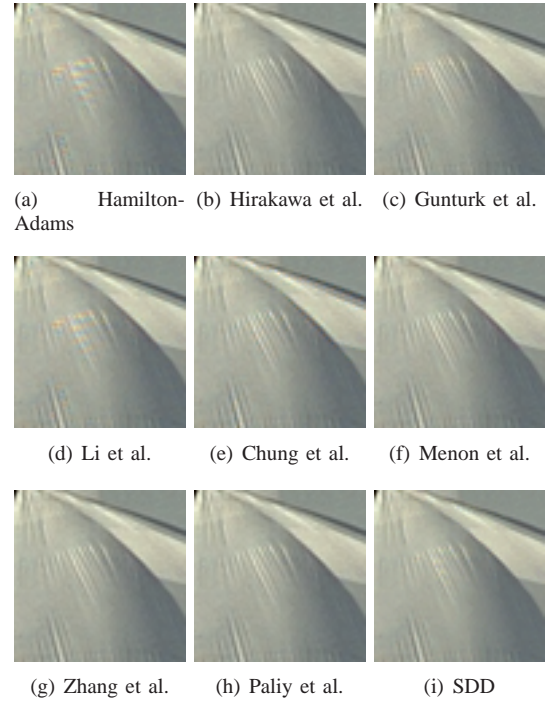 (a) Hamilton-Adams
(b) Hirakawa et al.
(c) Gunturk et al.
(d) Li et al.
(e) Chung et al.
(f) Menon et al.
(g) Zhang et al.
(h) Paliy et al.
(i) SDD